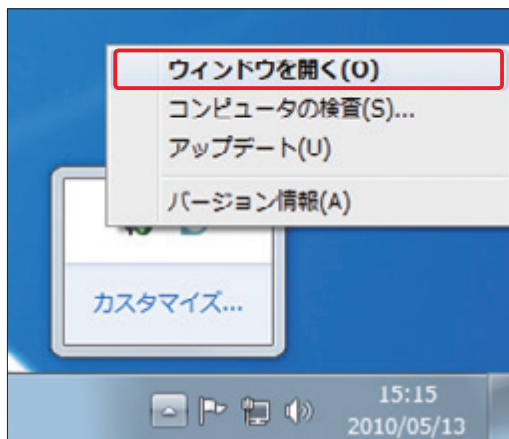 ウィンドウを開く(O)
コンピュータの検査(S)...
アップデート(U)
バージョン情報(A)
カスタマイズ...
15:15
2010/05/13